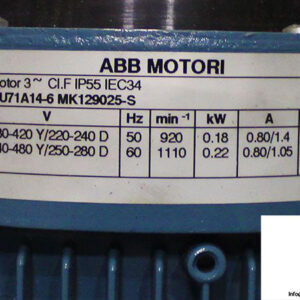 ABB MOTORI
otor 3~ Cl.F IP55 IEC34
U71A14-6 MK129025-S
V Hz min -1 kW A
80-420 Y/220-240 D 50 920 0.18 0.80/1.4
40-480 Y/250-280 D 60 1110 0.22 0.80/1.05